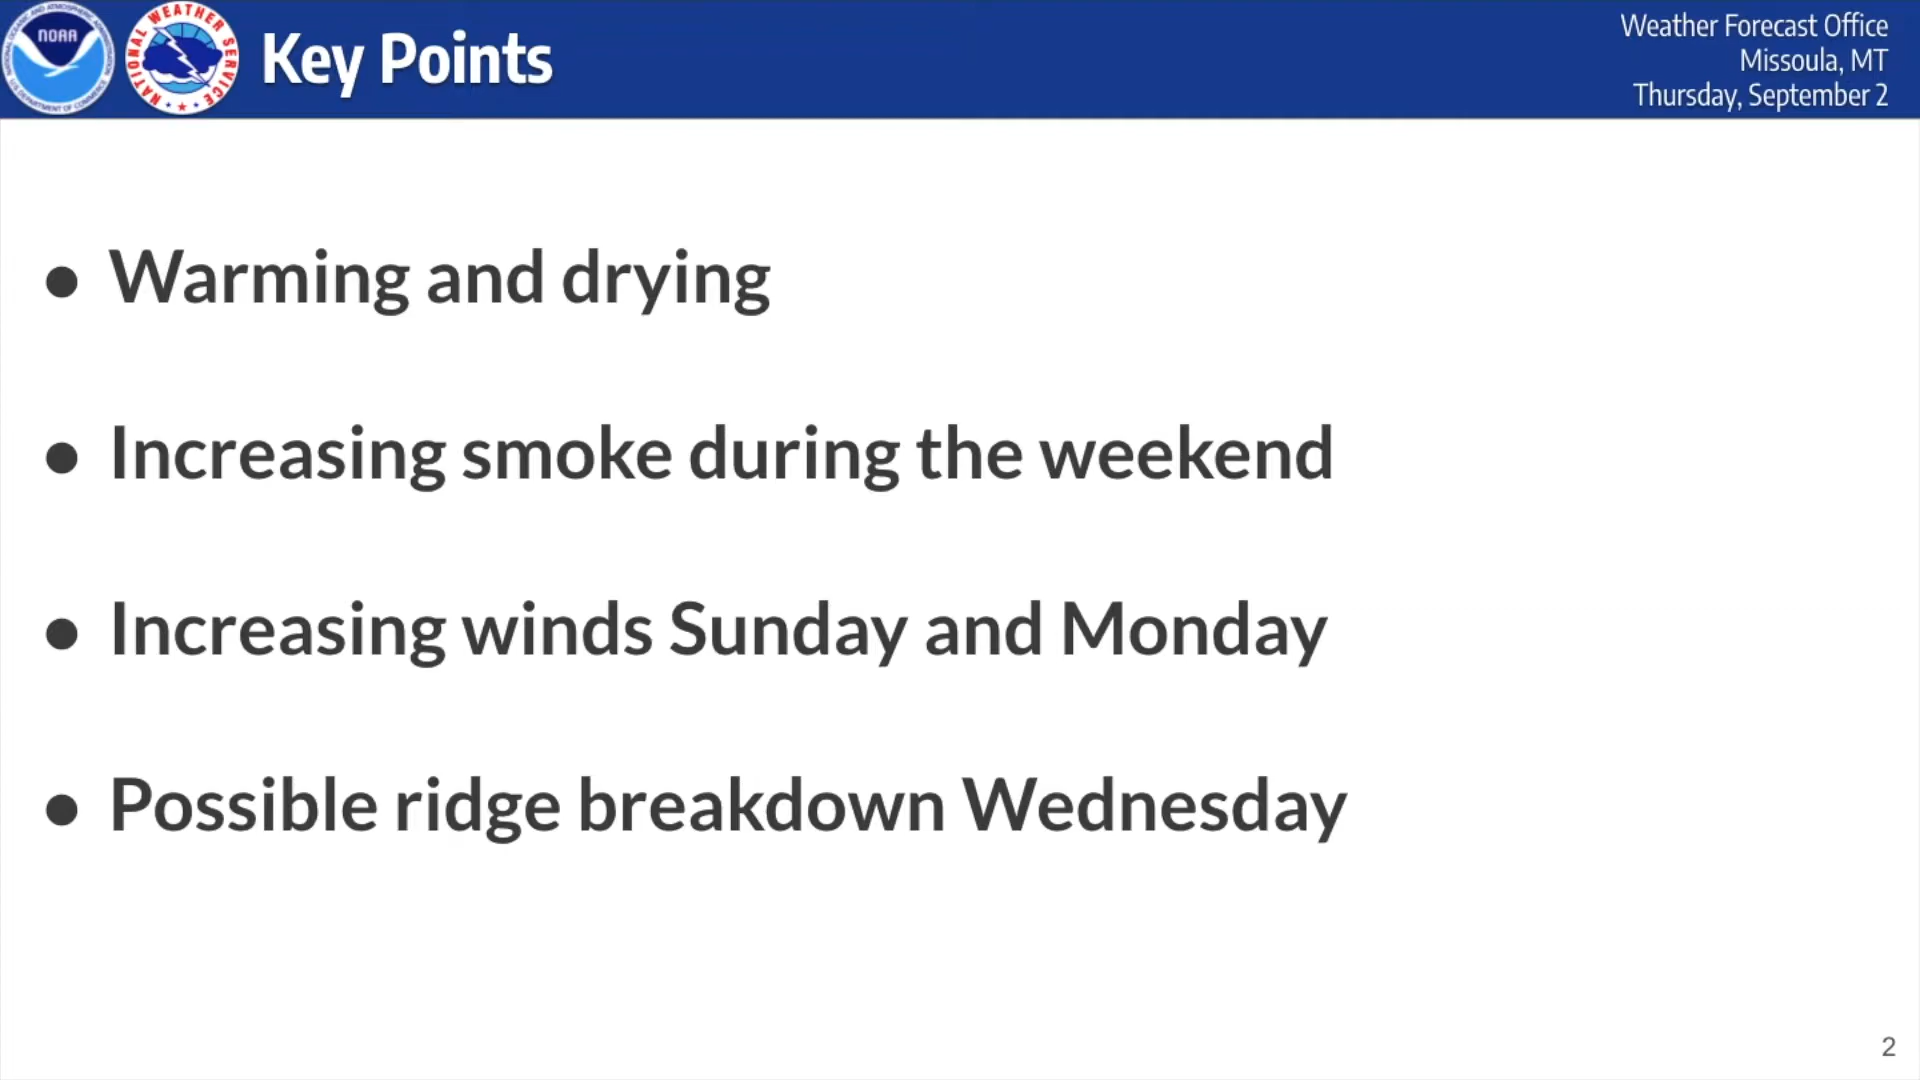 NOAA
NATIONAL WEATHER SERVICE
Key Points
Weather Forecast Office
Missoula, MT
Thursday, September 2
● Warming and drying
● Increasing smoke during the weekend
● Increasing winds Sunday and Monday
● Possible ridge breakdown Wednesday
2